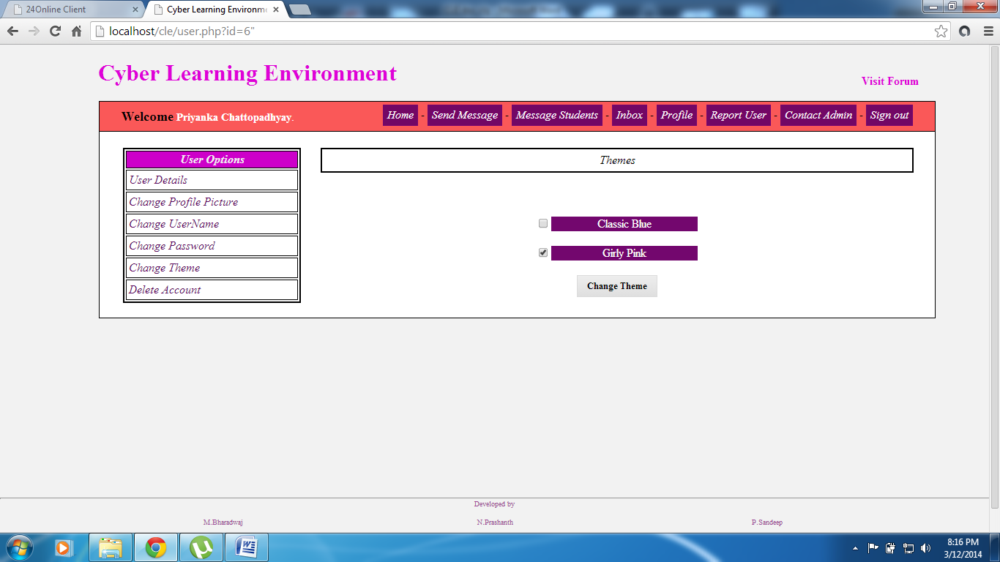 24Online Client
Cyber Learning Environm
localhost/cle/user.php?id=6"
Cyber Learning Environment
Visit Forum
Welcome Priyanka Chattopadhyay.
Home - Send Message - Message Students - Inbox - Profile - Report User - Contact Admin - Sign out
User Options
User Details
Change Profile Picture
Change UserName
Change Password
Change Theme
Delete Account
Themes
Classic Blue
Girly Pink
Change Theme
Developed by
M.Bharadwaj N.Prashanth P.Sandeep
8:16 PM
3/12/2014